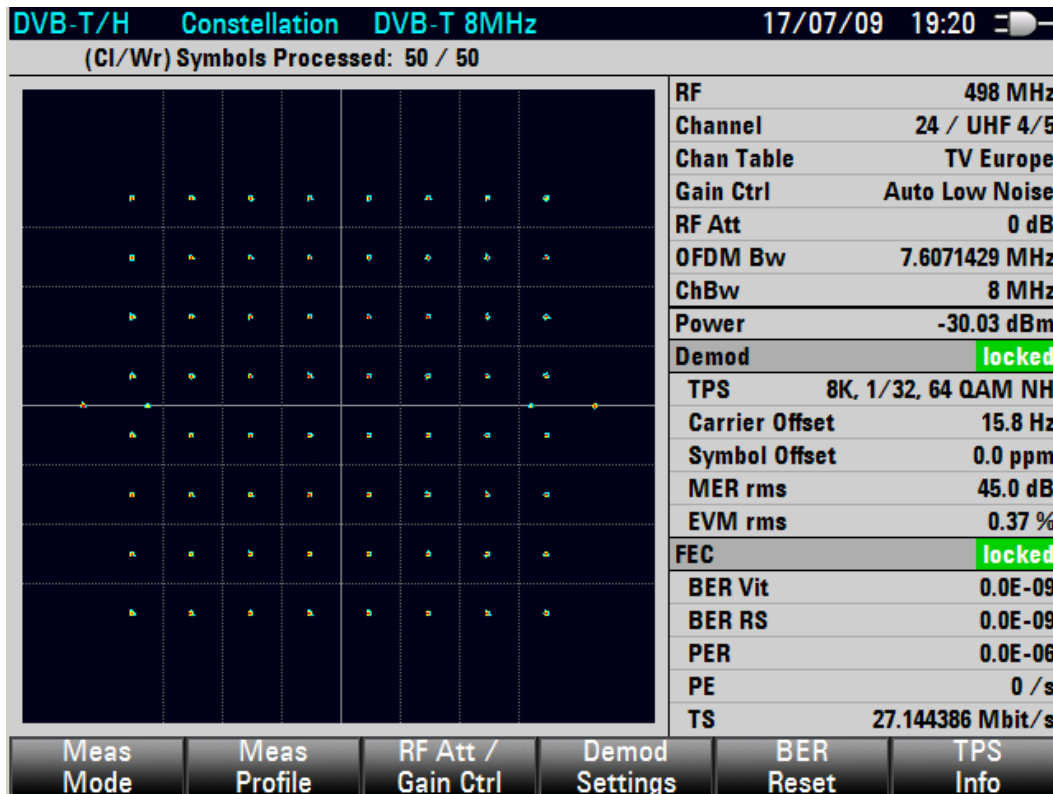 DVB-T/H Constellation DVB-T 8MHz 17/07/09 19:20
(Cl/Wr) Symbols Processed: 50 / 50
RF 498 MHz
Channel 24 / UHF 4/5
Chan Table TV Europe
Gain Ctrl Auto Low Noise
RF Att 0 dB
OFDM Bw 7.6071429 MHz
ChBw 8 MHz
Power -30.03 dBm
Demod locked
TPS 8K, 1/32, 64 QAM NH
Carrier Offset 15.8 Hz
Symbol Offset 0.0 ppm
MER rms 45.0 dB
EVM rms 0.37 %
FEC locked
BER Vit 0.0E-09
BER RS 0.0E-09
PER 0.0E-06
PE 0 /s
TS 27.144386 Mbit/s
Meas Mode
Meas Profile
RF Att / Gain Ctrl
Demod Settings
BER Reset
TPS Info